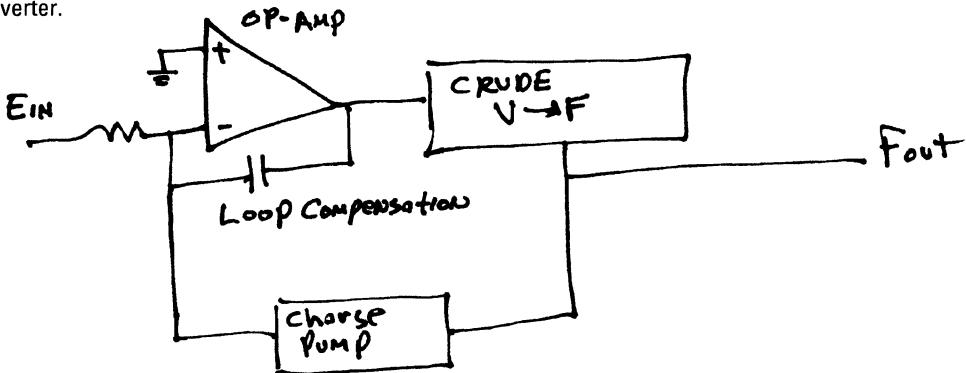 verter.
OP-AMP
+
EIN
-
CRUDE
V→F
FOUT
LOOP COMPENSATION
Charge
PUMP